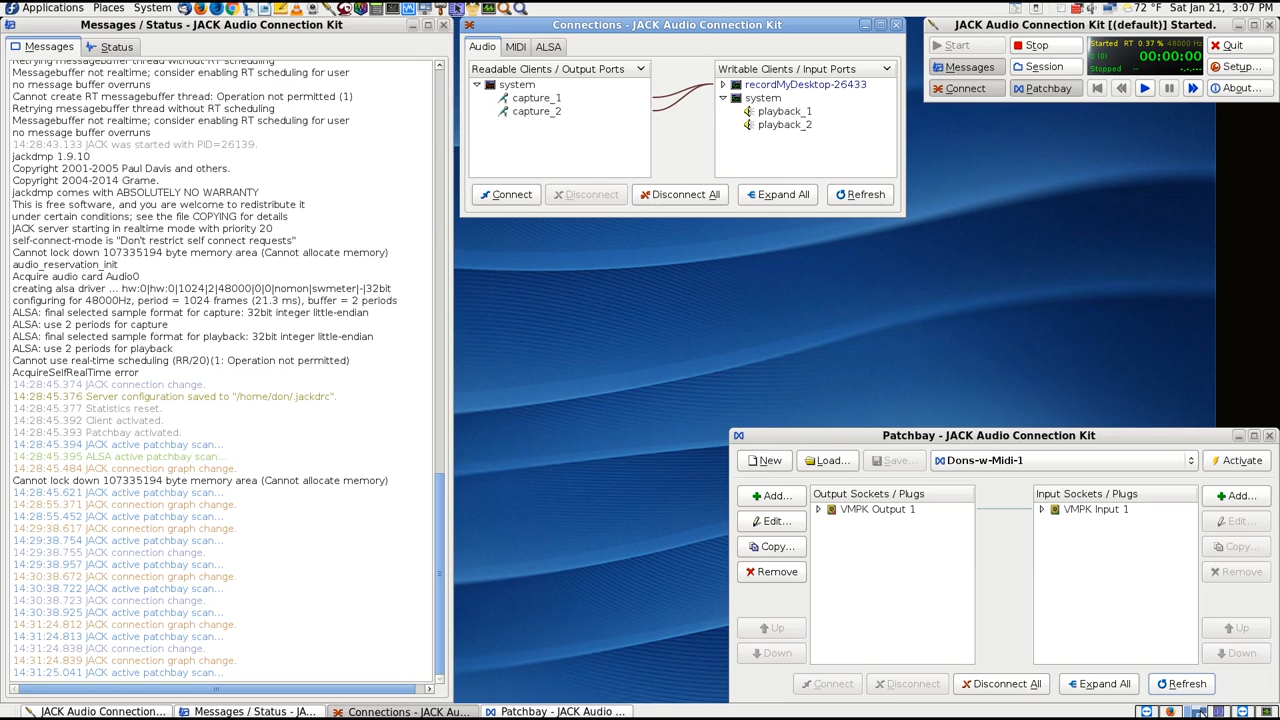 Applications Places System
72 °F Sat Jan 21, 3:07 PM
Messages / Status - JACK Audio Connection Kit
Messages Status
Retrying messagebuffer thread without RT scheduling
Messagebuffer not realtime; consider enabling RT scheduling for user
no message buffer overruns
Cannot create RT messagebuffer thread: Operation not permitted (1)
Retrying messagebuffer thread without RT scheduling
Messagebuffer not realtime; consider enabling RT scheduling for user
no message buffer overruns
14:28:43.133 JACK was started with PID=26139.
jackdmp 1.9.10
Copyright 2001-2005 Paul Davis and others.
Copyright 2004-2014 Grame.
jackdmp comes with ABSOLUTELY NO WARRANTY
This is free software, and you are welcome to redistribute it
under certain conditions; see the file COPYING for details
JACK server starting in realtime mode with priority 20
self-connect-mode is "Don't restrict self connect requests"
Cannot lock down 107335194 byte memory area (Cannot allocate memory)
audio_reservation_init
Acquire audio card Audio0
creating alsa driver ... hw:0|hw:0|1024|2|48000|0|0|nomon|swmeter|-|32bit
configuring for 48000Hz, period = 1024 frames (21.3 ms), buffer = 2 periods
ALSA: final selected sample format for capture: 32bit integer little-endian
ALSA: use 2 periods for capture
ALSA: final selected sample format for playback: 32bit integer little-endian
ALSA: use 2 periods for playback
Cannot use real-time scheduling (RR/20)(1: Operation not permitted)
AcquireSelfRealTime error
14:28:45.374 JACK connection change.
14:28:45.376 Server configuration saved to "/home/don/.jackdrc".
14:28:45.377 Statistics reset.
14:28:45.392 Client activated.
14:28:45.393 Patchbay activated.
14:28:45.394 JACK active patchbay scan...
14:28:45.395 ALSA active patchbay scan...
14:28:45.484 JACK connection graph change.
Cannot lock down 107335194 byte memory area (Cannot allocate memory)
14:28:45.621 JACK active patchbay scan...
14:28:55.371 JACK connection graph change.
14:28:55.452 JACK active patchbay scan...
14:29:38.617 JACK connection graph change.
14:29:38.754 JACK active patchbay scan...
14:29:38.755 JACK connection change.
14:29:38.957 JACK active patchbay scan...
14:30:38.672 JACK connection graph change.
14:30:38.722 JACK active patchbay scan...
14:30:38.723 JACK connection change.
14:30:38.925 JACK active patchbay scan...
14:31:24.812 JACK connection graph change.
14:31:24.813 JACK active patchbay scan...
14:31:24.838 JACK connection change.
14:31:24.839 JACK connection graph change.
14:31:25.041 JACK active patchbay scan...
Connections - JACK Audio Connection Kit
Audio MIDI ALSA
Readable Clients / Output Ports
system
capture_1
capture_2
Writable Clients / Input Ports
recordMyDesktop-26433
system
playback_1
playback_2
Connect Disconnect Disconnect All Expand All Refresh
JACK Audio Connection Kit [(default)] Started.
Start Stop
Started RT 0.37 % 48000 Hz
0 (0) 00:00:00
Stopped -- -.-.---
Quit
Messages Session Setup...
Connect Patchbay About...
Patchbay - JACK Audio Connection Kit
New Load... Save... Dons-w-Midi-1 Activate
Add... Output Sockets / Plugs Input Sockets / Plugs Add...
VMPK Output 1 VMPK Input 1
Edit... Edit...
Copy... Copy...
Remove Remove
Up Up
Down Down
Connect Disconnect Disconnect All Expand All Refresh
JACK Audio Connection...
Messages / Status - JA...
Connections - JACK Au...
Patchbay - JACK Audio ...